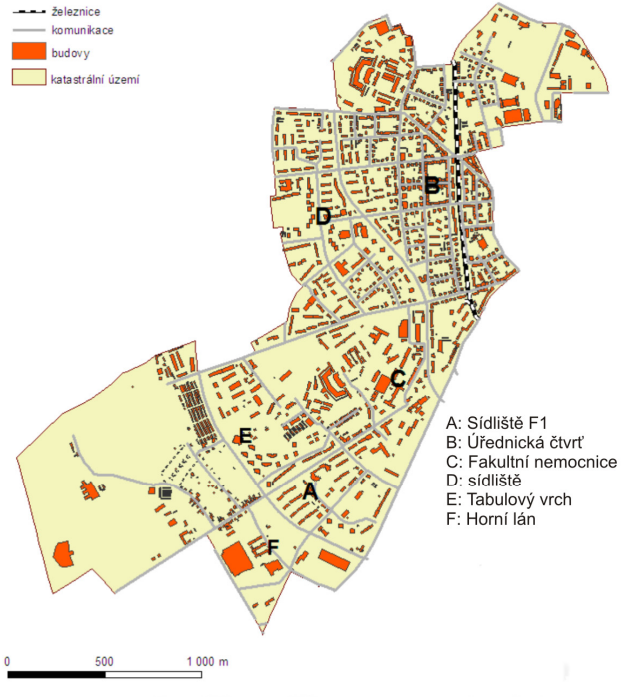 železnice
komunikace
budovy
katastrální území
B
D
C
E
A
F
A: Sídliště F1
B: Úřednická čtvrť
C: Fakultní nemocnice
D: sídliště
E: Tabulový vrch
F: Horní lán
0 500 1 000 m